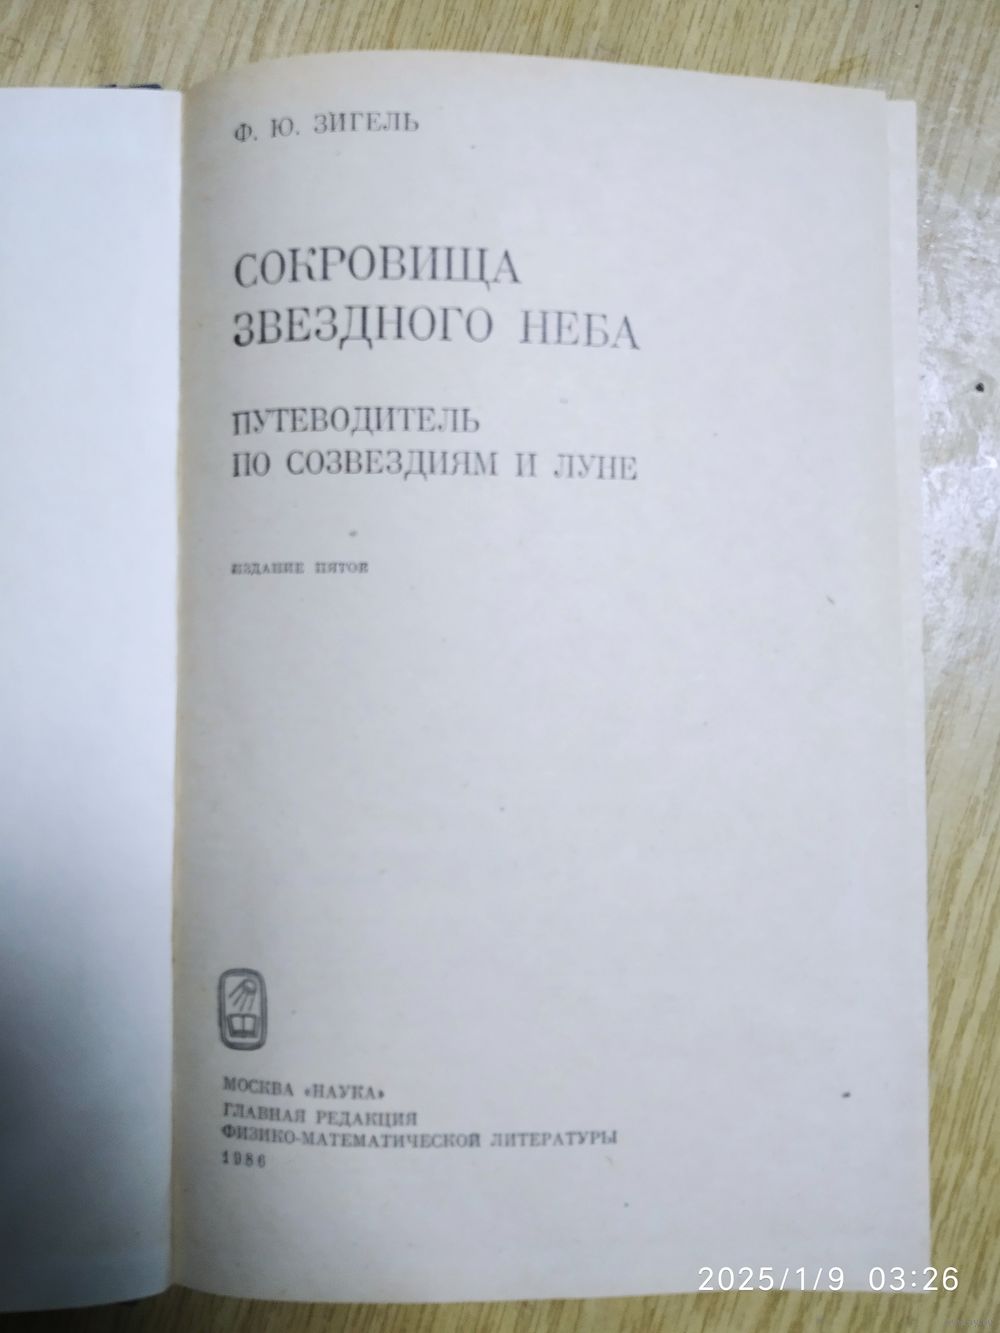 Ф. Ю. ЗИГЕЛЬ
СОКРОВИЩА
ЗВЕЗДНОГО НЕБА
ПУТЕВОДИТЕЛЬ
ПО СОЗВЕЗДИЯМ И ЛУНЕ
ИЗДАНИЕ ПЯТОЕ
МОСКВА «НАУКА»
ГЛАВНАЯ РЕДАКЦИЯ
ФИЗИКО-МАТЕМАТИЧЕСКОЙ ЛИТЕРАТУРЫ
1986
2025/1/9 03:26